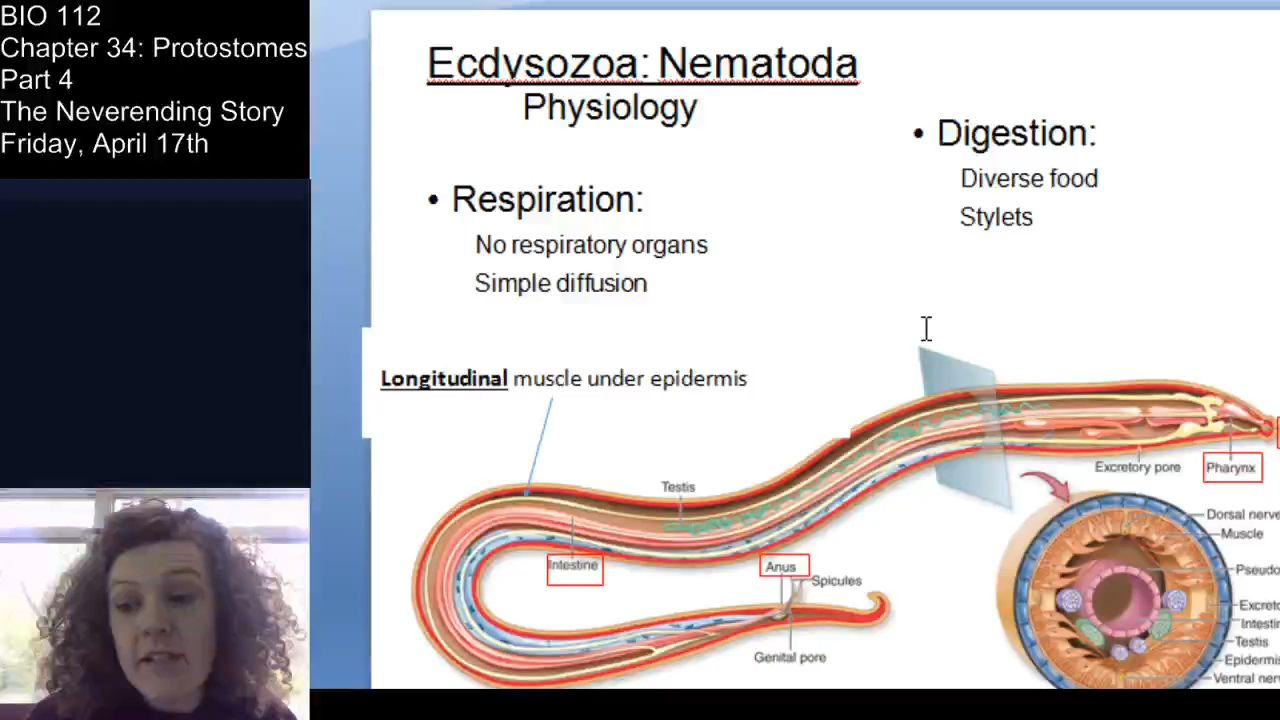 BIO 112
Chapter 34: Protostomes
Part 4
The Neverending Story
Friday, April 17th
Ecdysozoa: Nematoda
Physiology
• Respiration:
No respiratory organs
Simple diffusion
• Digestion:
Diverse food
Stylets
Longitudinal muscle under epidermis
Testis
Intestine
Anus
Spicules
Genital pore
Excretory pore
Pharynx
Dorsal nerve
Muscle
Pseudo
Excret
Intestin
Testis
Epidermis
Ventral nerv